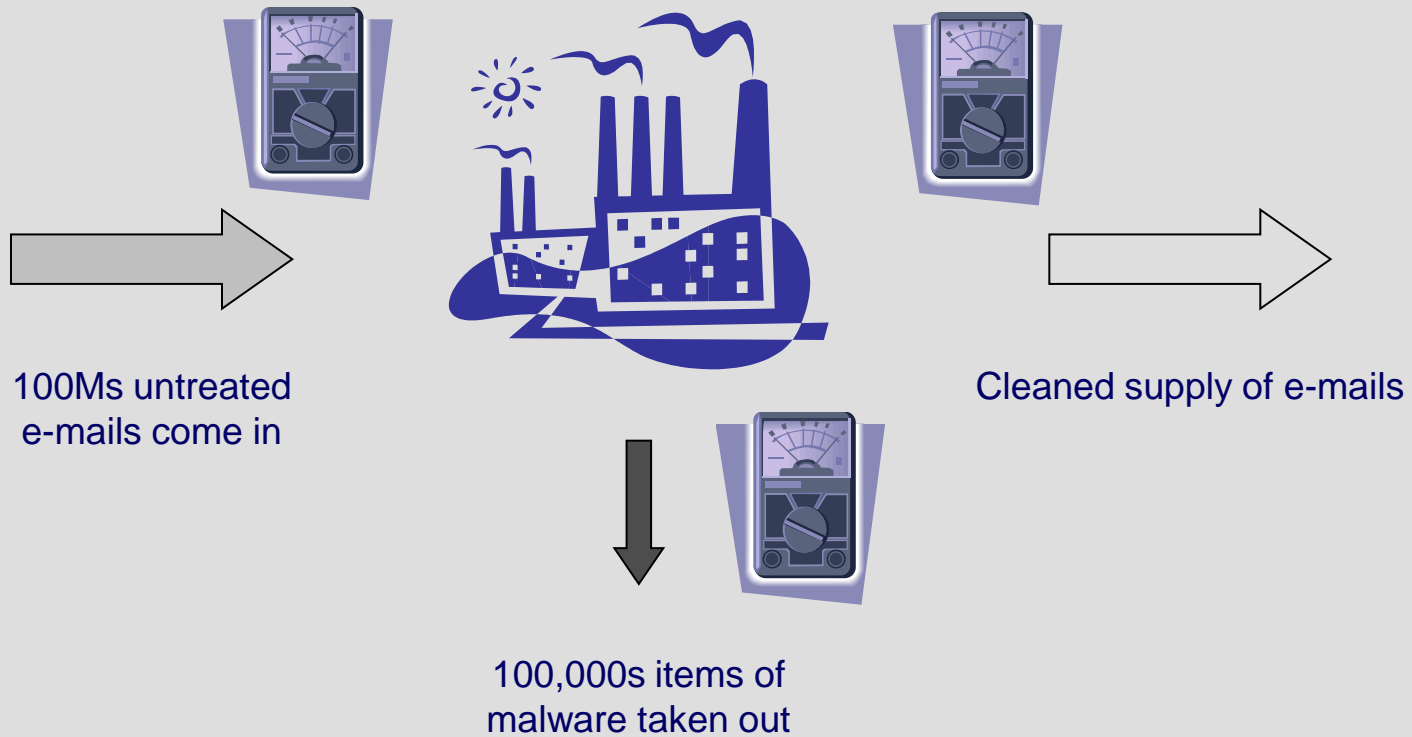 100Ms untreated
e-mails come in
Cleaned supply of e-mails
100,000s items of
malware taken out